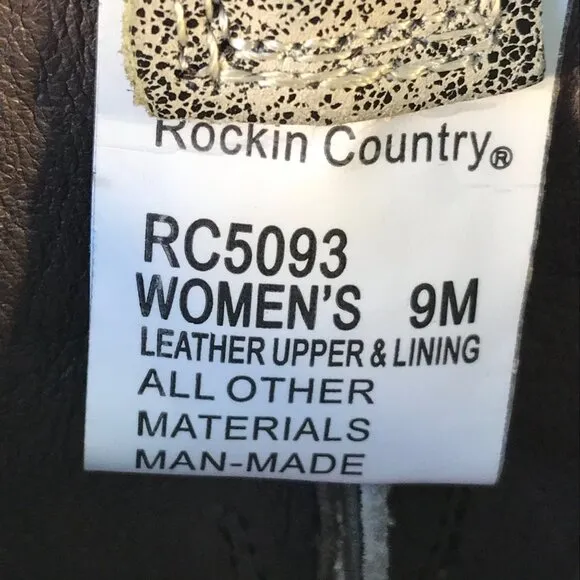 Rockin Country®
RC5093
WOMEN'S 9M
LEATHER UPPER & LINING
ALL OTHER
MATERIALS
MAN-MADE